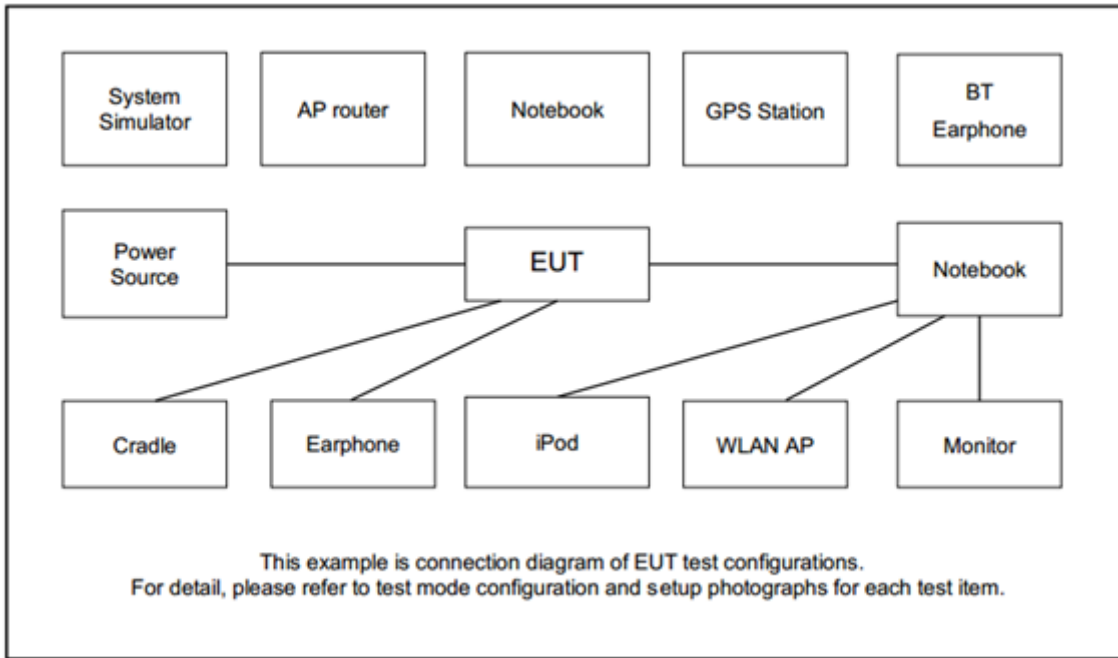 System
Simulator
AP router
Notebook
GPS Station
BT
Earphone
Power
Source
EUT
Notebook
Cradle
Earphone
iPod
WLAN AP
Monitor
This example is connection diagram of EUT test configurations.
For detail, please refer to test mode configuration and setup photographs for each test item.